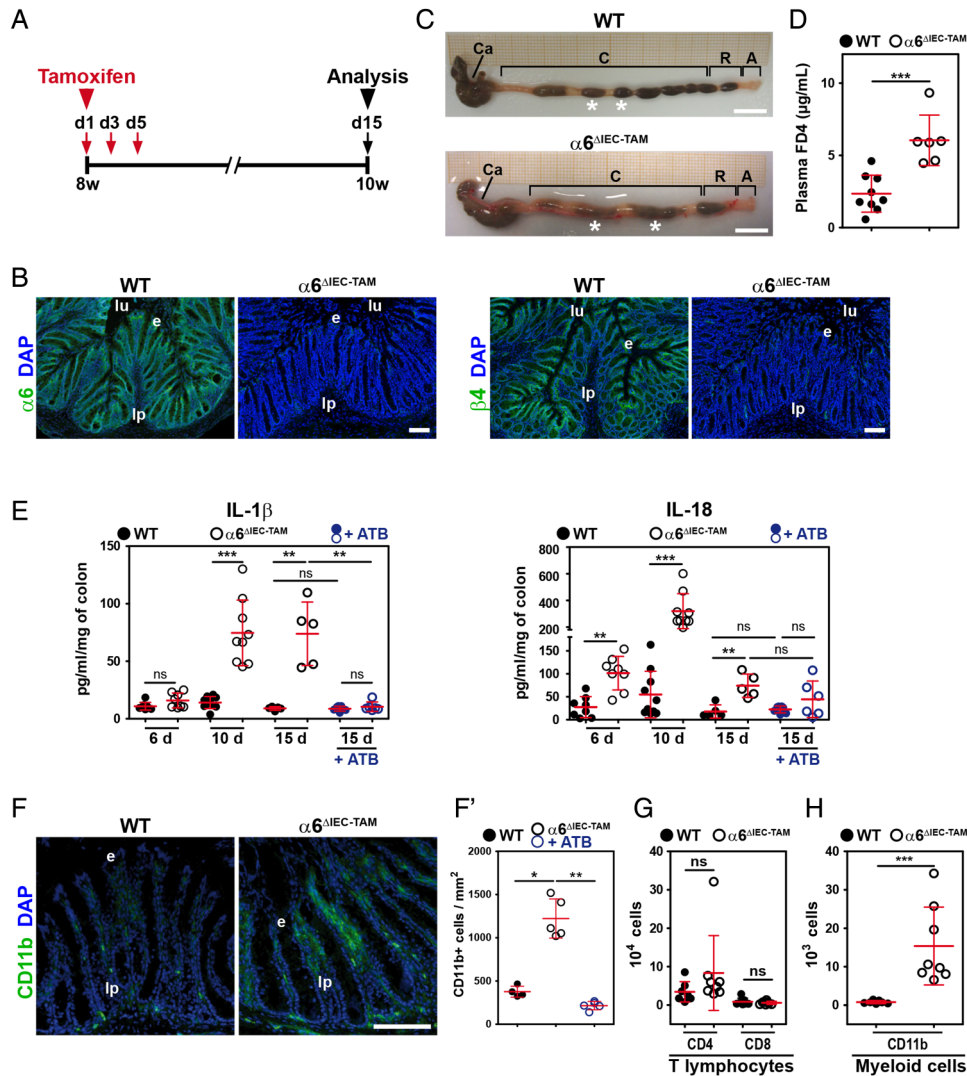 A
Tamoxifen
Analysis
d1 d3 d5
d15
8w
10w
C
WT
Ca
C
R
A
* *
α6ΔIEC-TAM
Ca
C
R
A
* *
D
WT α6ΔIEC-TAM
Plasma FD4 (µg/mL)
10
5
0
***
B
WT
α6ΔIEC-TAM
α6 DAP
lu
e
lp
lu
e
lp
WT
α6ΔIEC-TAM
β4 DAP
lu
e
lp
lu
e
lp
E
IL-1β
WT α6ΔIEC-TAM + ATB
pg/ml/mg of colon
150
100
50
0
ns
***
**
ns
**
ns
6 d 10 d 15 d 15 d
+ ATB
IL-18
WT α6ΔIEC-TAM + ATB
pg/ml/mg of colon
800
600
400
200
150
100
50
0
**
***
ns
**
ns
ns
6 d 10 d 15 d 15 d
+ ATB
F
WT
α6ΔIEC-TAM
CD11b DAP
e
lp
e
lp
F'
WT α6ΔIEC-TAM
+ ATB
CD11b+ cells / mm²
2000
1500
1000
500
0
* **
G
WT α6ΔIEC-TAM
10⁴ cells
40
30
20
10
0
ns
ns
CD4 CD8
T lymphocytes
H
WT α6ΔIEC-TAM
10³ cells
40
30
20
10
0
***
CD11b
Myeloid cells